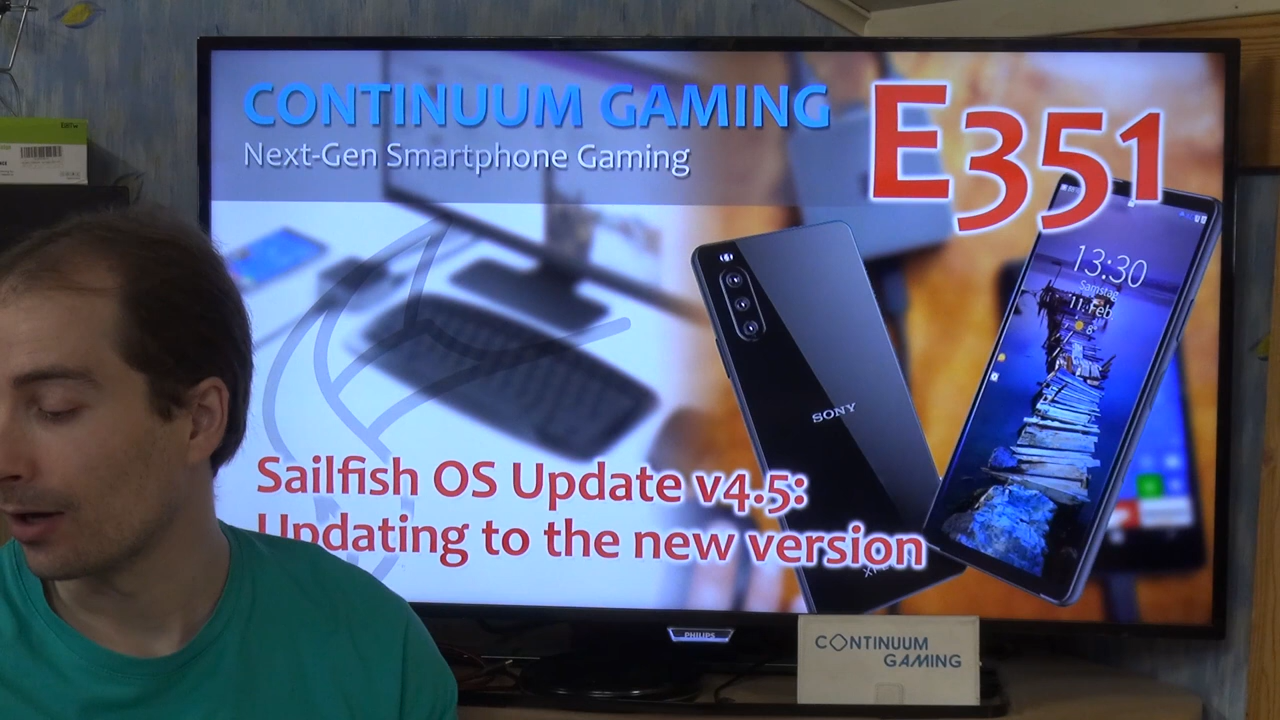 CONTINUUM GAMING
E351
Next-Gen Smartphone Gaming
13:30
Samstag
11. Feb
8
SONY
Sailfish OS Update v4.5:
Updating to the new version
PHILIPS
CONTINUUM
GAMING